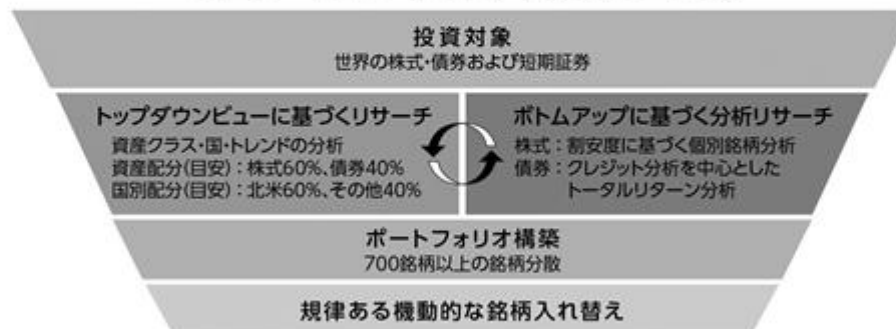 投資対象
世界の株式・債券および短期証券
トップダウンビューに基づくリサーチ
資産クラス・国・トレンドの分析
資産配分(目安):株式60%、債券40%
国別配分(目安):北米60%、その他40%
ボトムアップに基づく分析リサーチ
株式:割安度に基づく個別銘柄分析
債券:クレジット分析を中心とした
トータルリターン分析
ポートフォリオ構築
700銘柄以上の銘柄分散
規律ある機動的な銘柄入れ替え